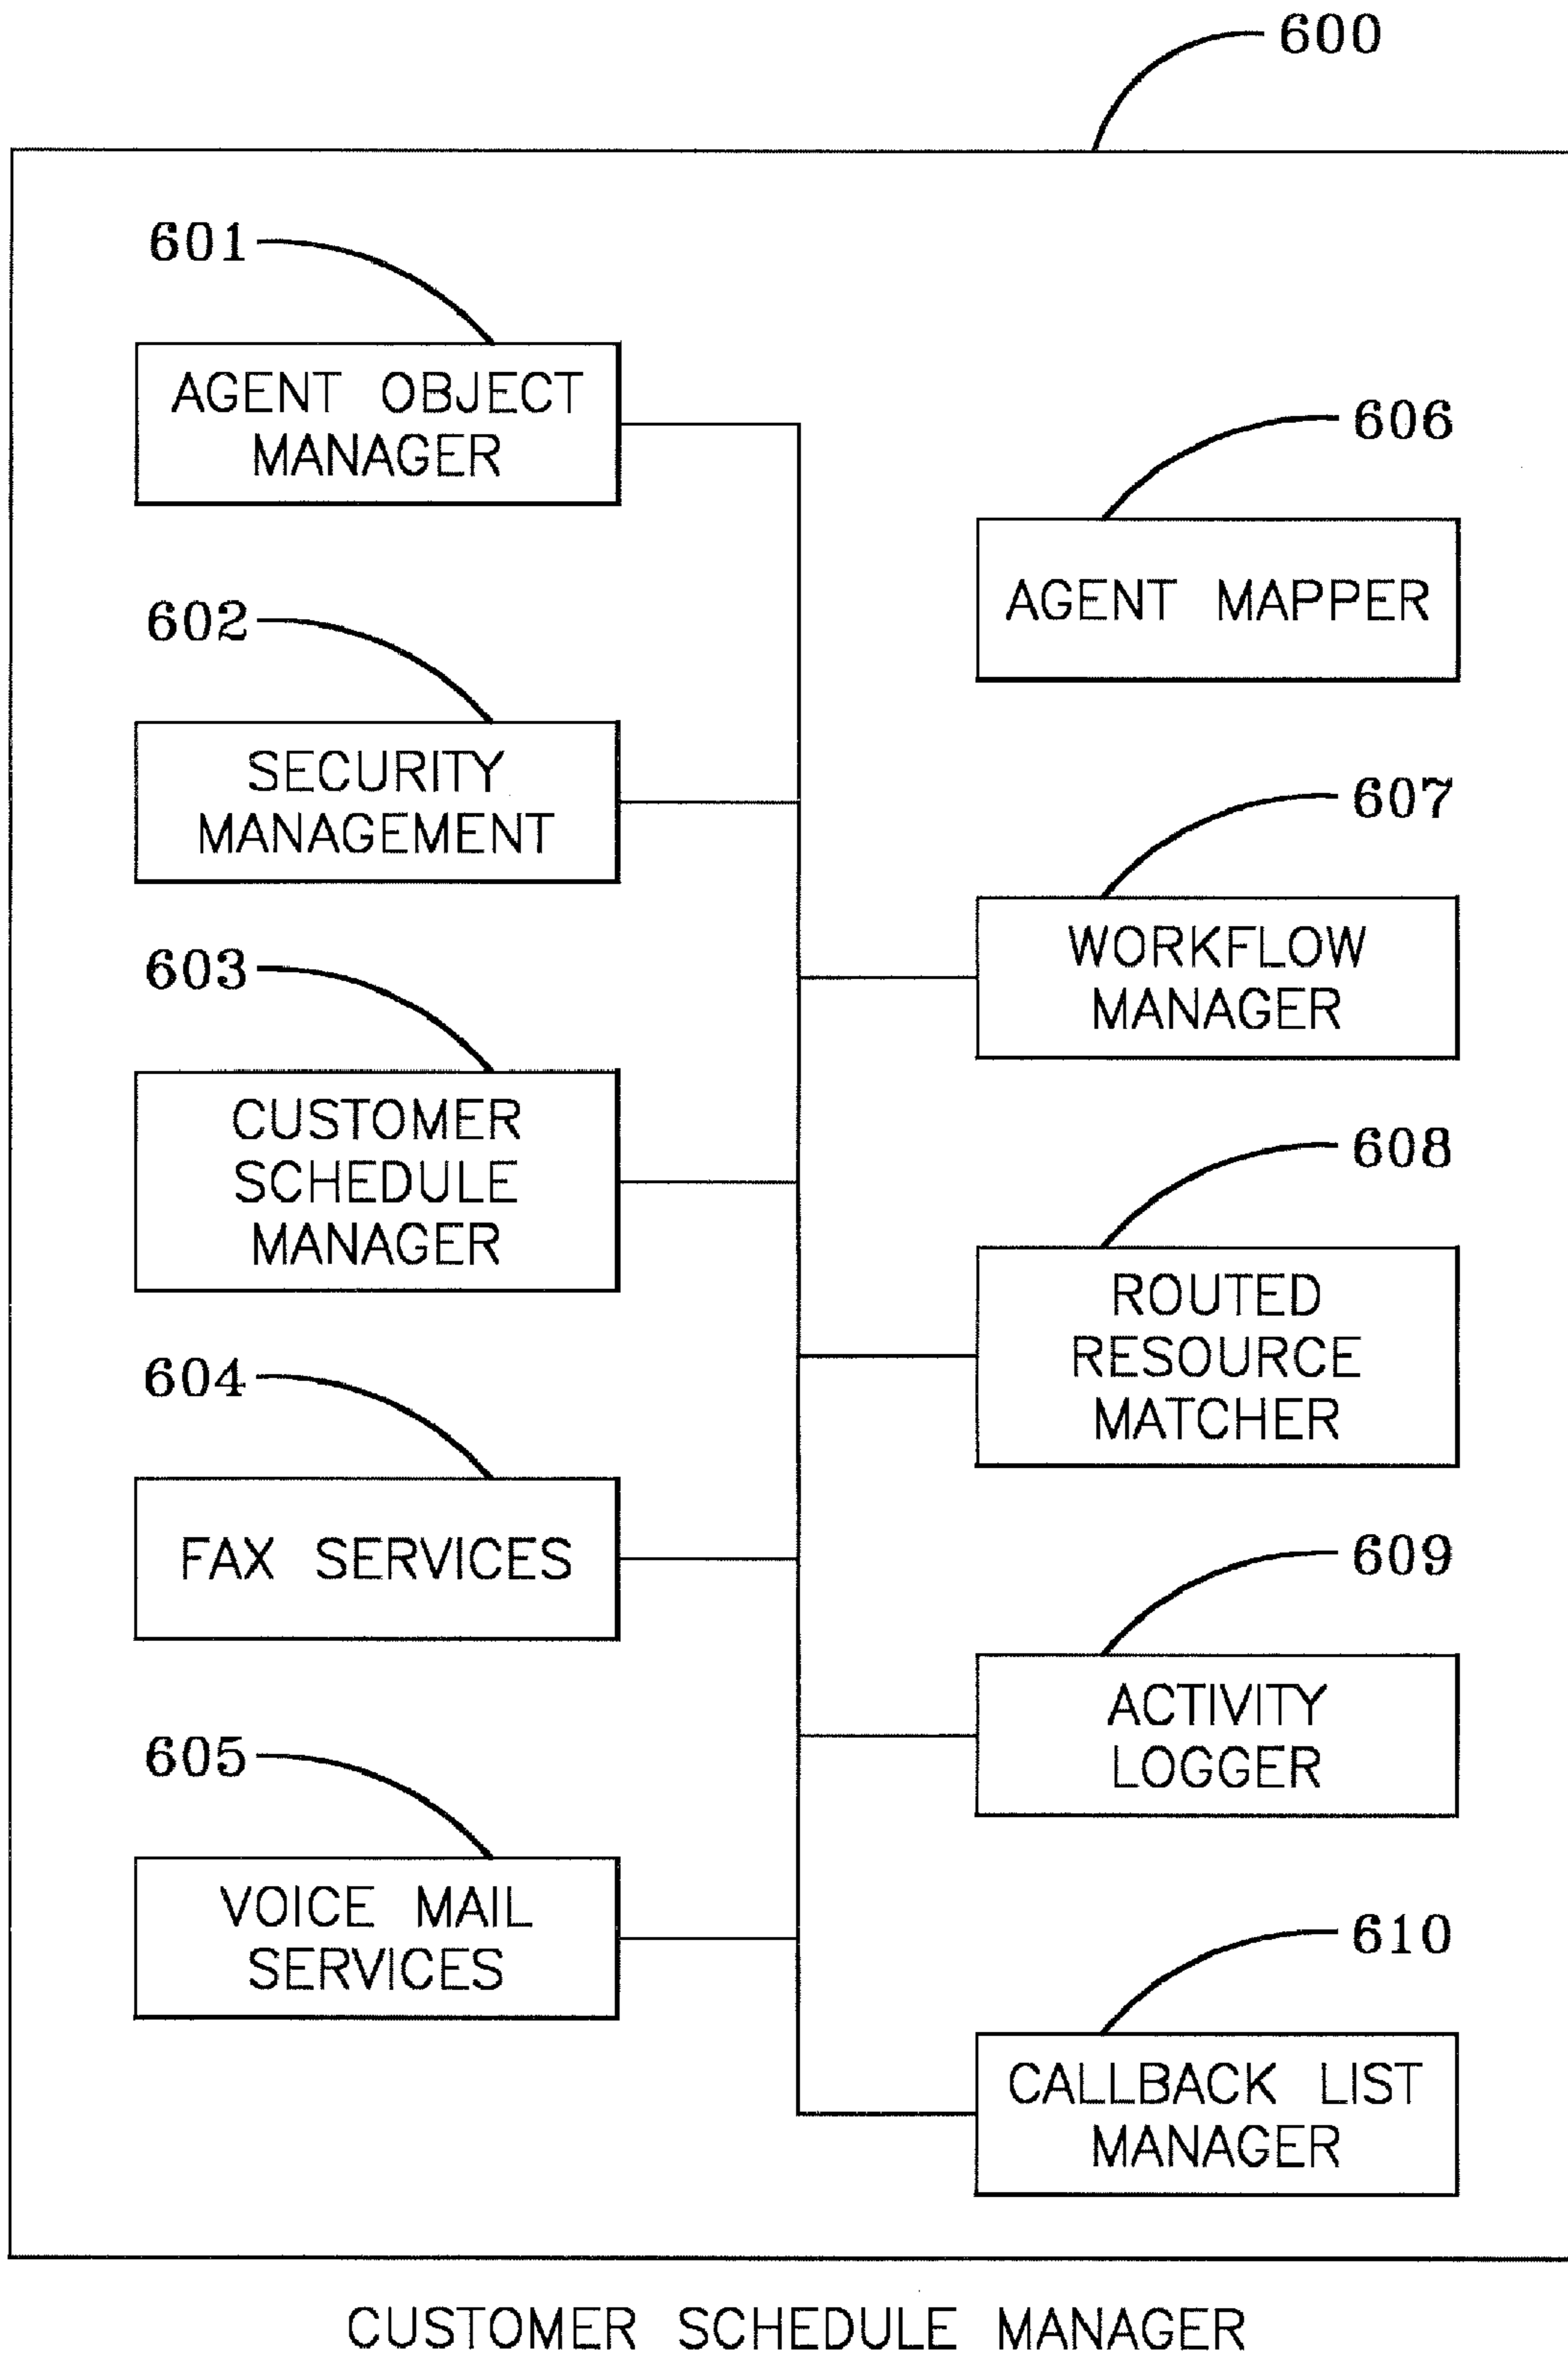 600
601
AGENT OBJECT
MANAGER
606
AGENT MAPPER
602
SECURITY
MANAGEMENT
607
WORKFLOW
MANAGER
603
CUSTOMER
SCHEDULE
MANAGER
608
ROUTED
RESOURCE
MATCHER
604
FAX SERVICES
609
ACTIVITY
LOGGER
605
VOICE MAIL
SERVICES
610
CALLBACK LIST
MANAGER
CUSTOMER SCHEDULE MANAGER